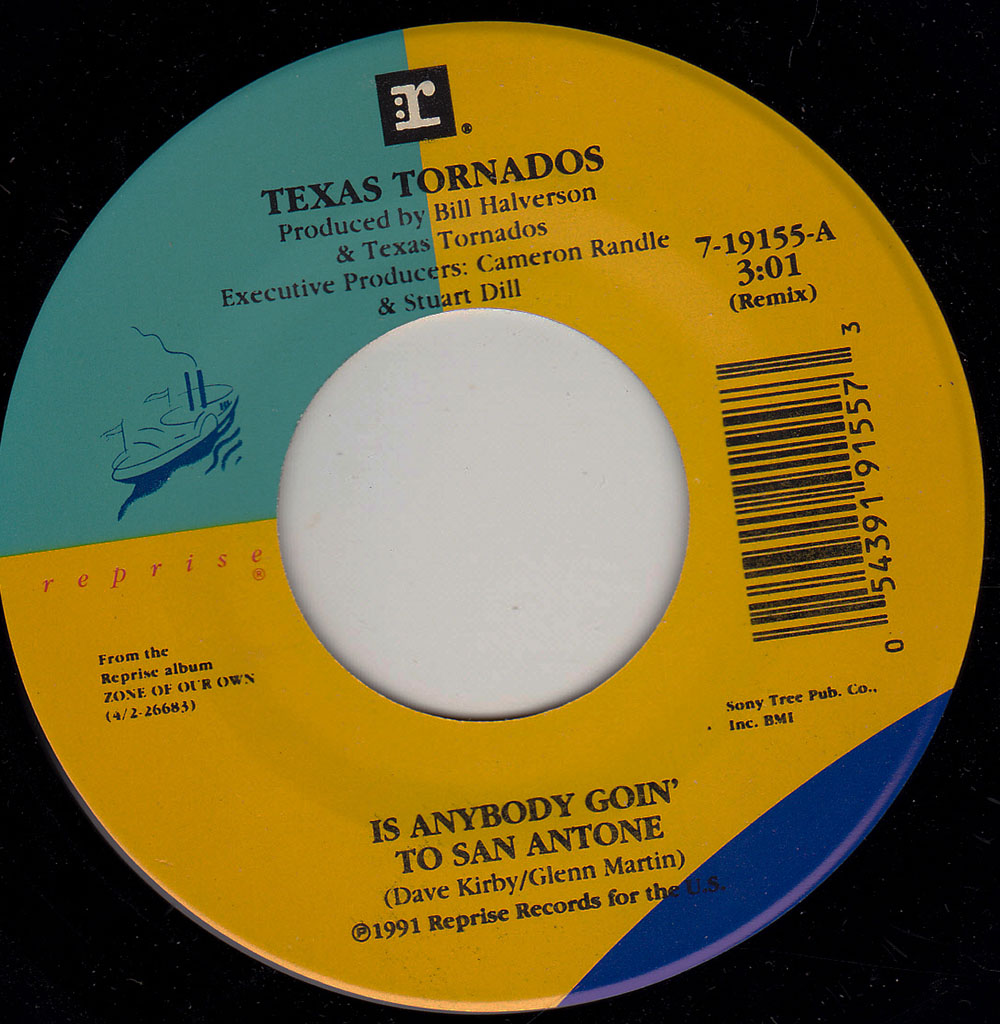 r®
TEXAS TORNADOS
Produced by Bill Halverson
& Texas Tornados
Executive Producers: Cameron Randle
& Stuart Dill
7-19155-A
3:01
(Remix)
0 54391 91557 3
reprise®
From the
Reprise album
ZONE OF OUR OWN
(4/2-26683)
Sony Tree Pub. Co.,
Inc. BMI
IS ANYBODY GOIN'
TO SAN ANTONE
(Dave Kirby/Glenn Martin)
℗1991 Reprise Records for the U.S.